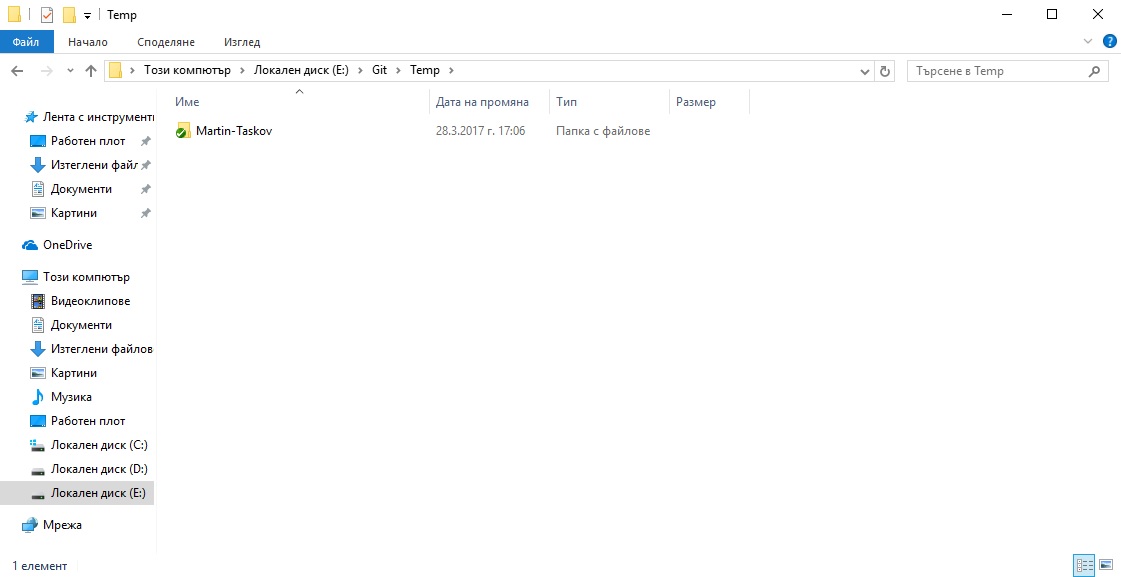 Temp
Файл Начало Споделяне Изглед
Този компютър Локален диск (E:) Git Temp Търсене в Temp
Име Дата на промяна Тип Размер
Martin-Taskov 28.3.2017 г. 17:06 Папка с файлове
Лента с инструменти
Работен плот
Изтеглени файл
Документи
Картини
OneDrive
Този компютър
Видеоклипове
Документи
Изтеглени файлов
Картини
Музика
Работен плот
Локален диск (C:)
Локален диск (D:)
Локален диск (E:)
Мрежа
1 елемент